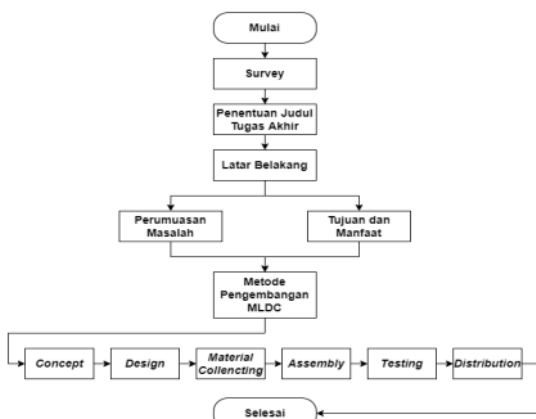 Mulai
Survey
Penentuan Judul
Tugas Akhir
Latar Belakang
Perumuasan
Masalah
Tujuan dan
Manfaat
Metode
Pengembangan
MLDC
Concept
Design
Material
Collencting
Assembly
Testing
Distribution
Selesai